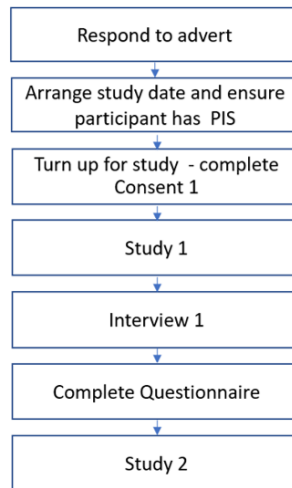 Respond to advert
Arrange study date and ensure
participant has PIS
Turn up for study - complete
Consent 1
Study 1
Interview 1
Complete Questionnaire
Study 2